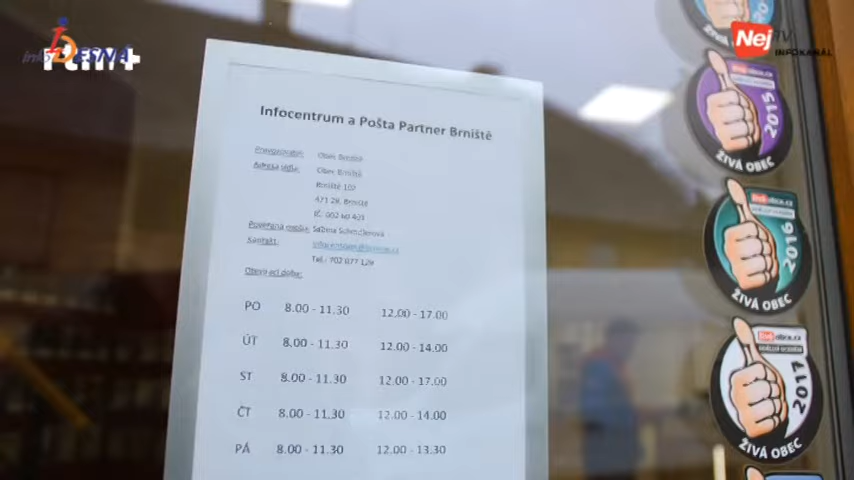 Infocentrum a Pošta Partner Brniště
Provozovatel: Obec Brniště
Adresa sídla: Obec Brniště
Brniště 102
471 29, Brniště
IČ: 002 60 401
Pověřená osoba: Sabina
Kontakt:
Tel.: 702 077 129
Otevírací doba:
PO 8.00 - 11.30 12.00 - 17.00
ÚT 8.00 - 11.30 12.00 - 14.00
ST 8.00 - 11.30 12.00 - 17.00
ČT 8.00 - 11.30 12.00 - 14.00
PÁ 8.00 - 11.30 12.00 - 13.30
Nej TV
INFOKANÁL
info DESNÁ
2015
ŽIVÁ OBEC
2016
ŽIVÁ OBEC
2017
ŽIVÁ OBEC